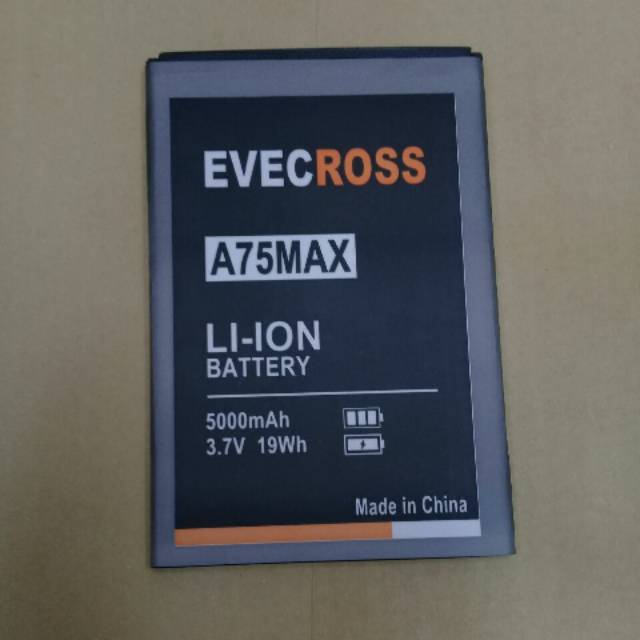 EVECROSS
A75MAX
LI-ION
BATTERY
5000mAh
3.7V 19Wh
Made in China